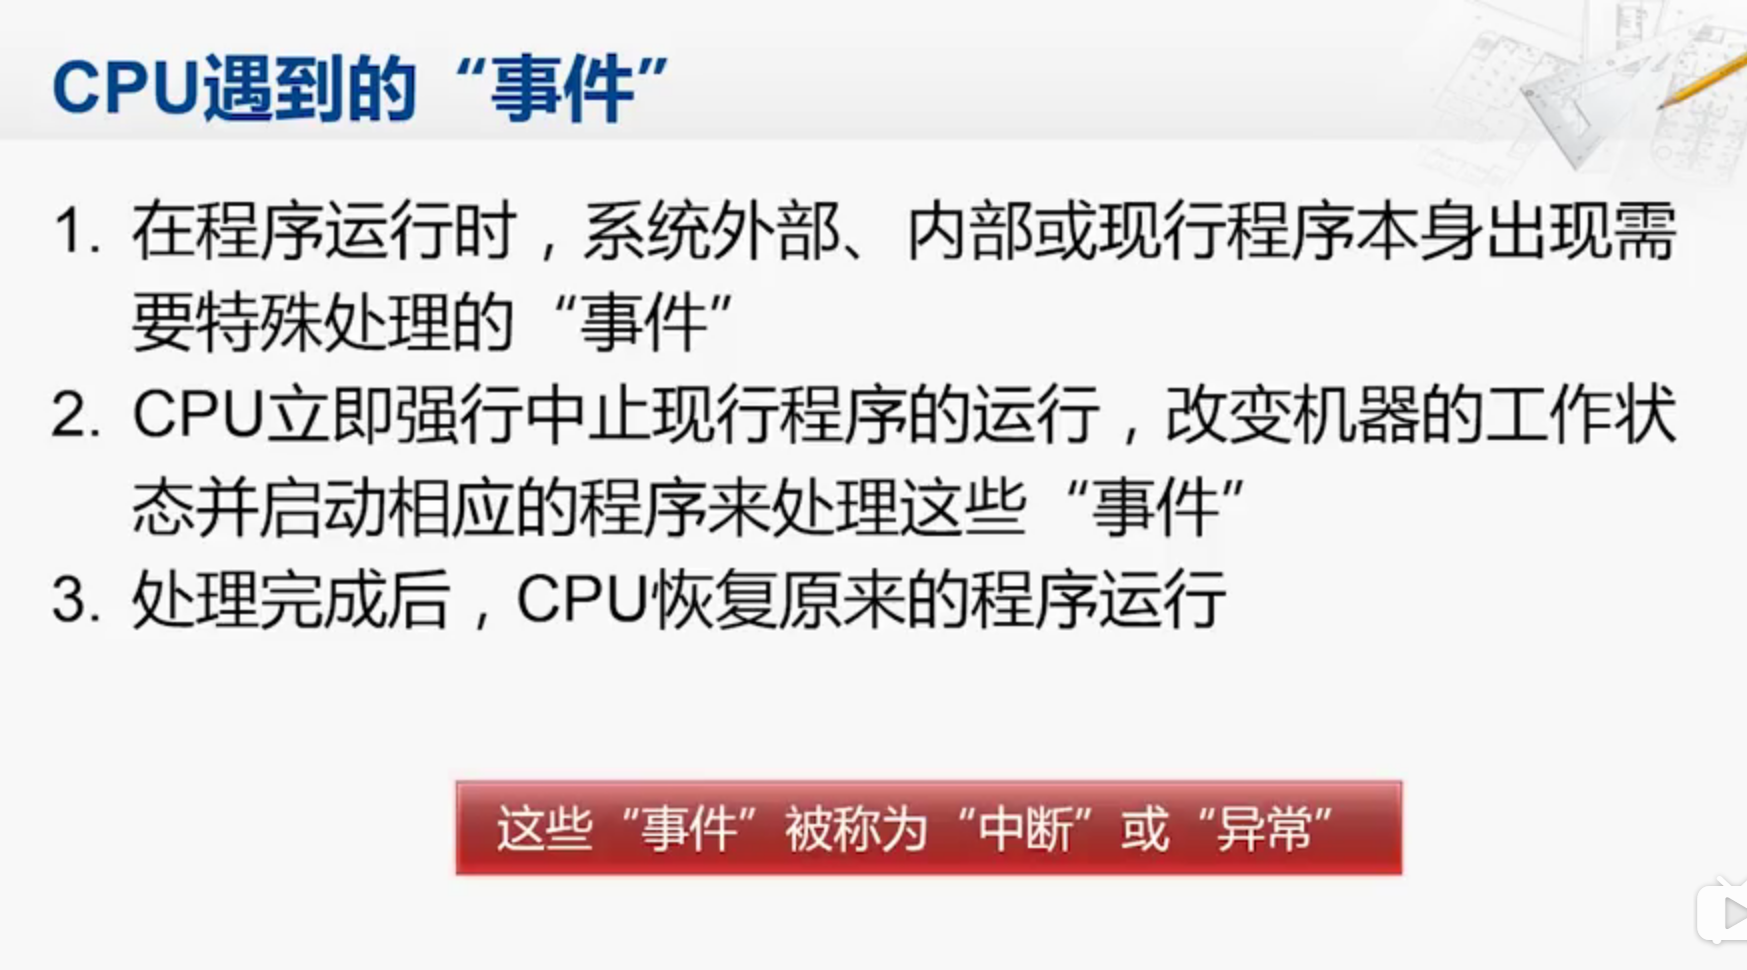 CPU遇到的“事件”
1. 在程序运行时，系统外部、内部或现行程序本身出现需
要特殊处理的“事件”
2. CPU立即强行中止现行程序的运行，改变机器的工作状
态并启动相应的程序来处理这些“事件”
3. 处理完成后，CPU恢复原来的程序运行
这些“事件”被称为“中断”或“异常”